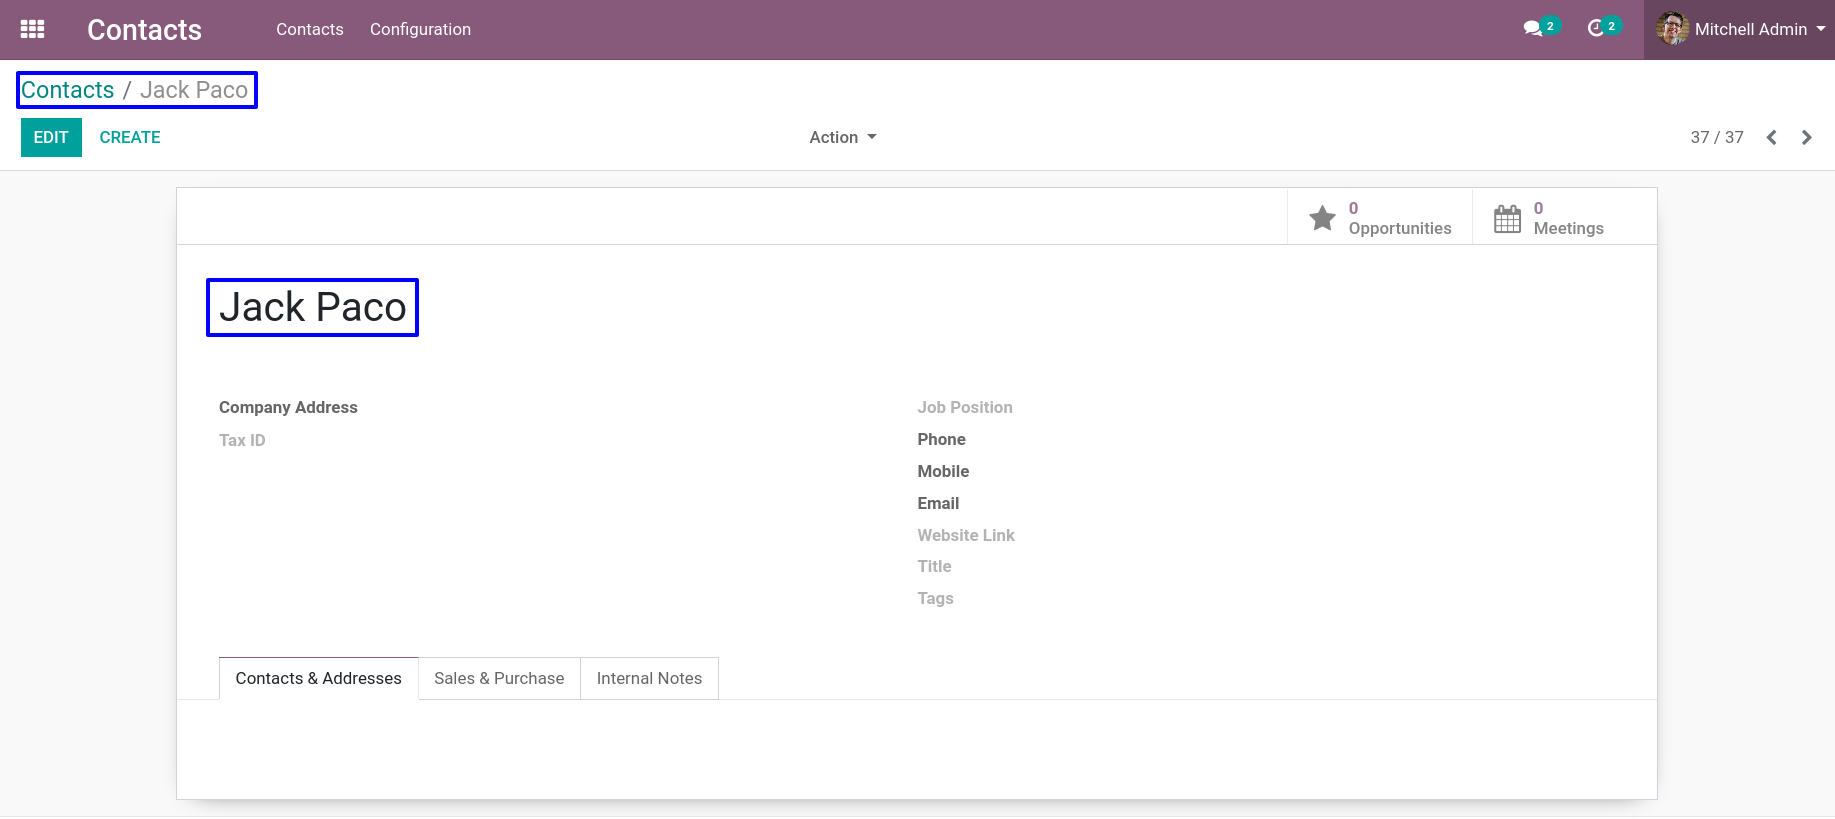 Contacts Contacts Configuration 2 2 Mitchell Admin
Contacts / Jack Paco
EDIT CREATE Action 37 / 37
0
Opportunities
0
Meetings
Jack Paco
Company Address
Tax ID
Job Position
Phone
Mobile
Email
Website Link
Title
Tags
Contacts & Addresses Sales & Purchase Internal Notes